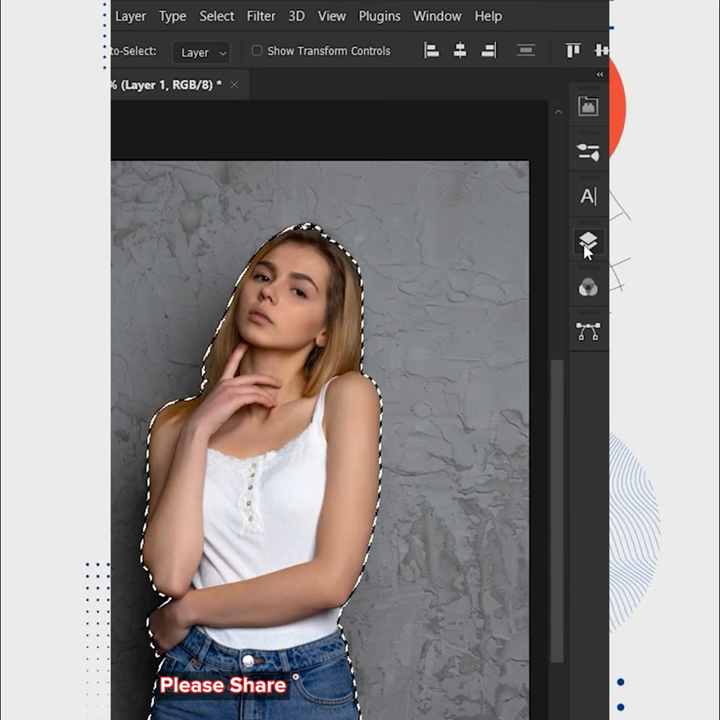 Layer Type Select Filter 3D View Plugins Window Help
to-Select: Layer Show Transform Controls
% (Layer 1, RGB/8) *
A
Please Share